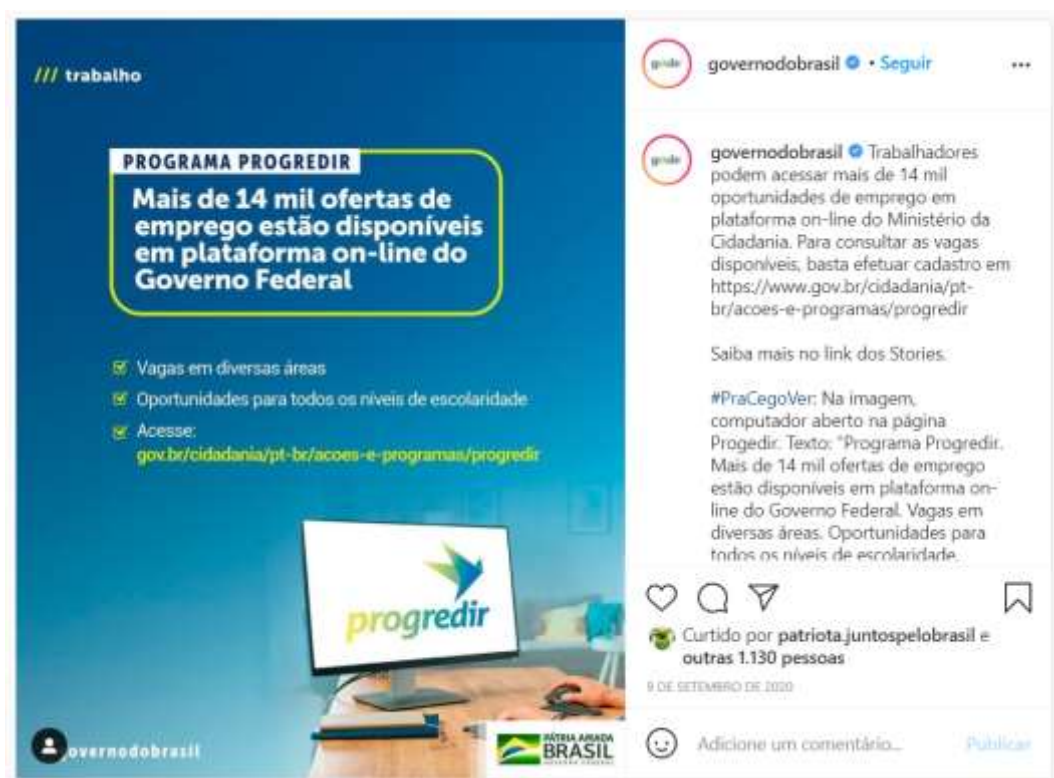 /// trabalho
PROGRAMA PROGREDIR
Mais de 14 mil ofertas de
emprego estão disponíveis
em plataforma on-line do
Governo Federal
Vagas em diversas áreas
Oportunidades para todos os níveis de escolaridade
Acesse:
gov.br/cidadania/pt-br/acoes-e-programas/progredir
progredir
overnodobrasil
PÁTRIA AMADA
BRASIL
GOVERNO FEDERAL
governodobrasil • Seguir
governodobrasil Trabalhadores
podem acessar mais de 14 mil
oportunidades de emprego em
plataforma on-line do Ministério da
Cidadania. Para consultar as vagas
disponíveis, basta efetuar cadastro em
https://www.gov.br/cidadania/pt-
br/acoes-e-programas/progredir
Saiba mais no link dos Stories.
#PraCegoVer: Na imagem,
computador aberto na página
Progedir. Texto: "Programa Progredir.
Mais de 14 mil ofertas de emprego
estão disponíveis em plataforma on-
line do Governo Federal. Vagas em
diversas áreas. Oportunidades para
todos os níveis de escolaridade.
Curtido por patriota.juntospelobrasil e
outras 1.130 pessoas
9 DE SETEMBRO DE 2020
Adicione um comentário... Publicar